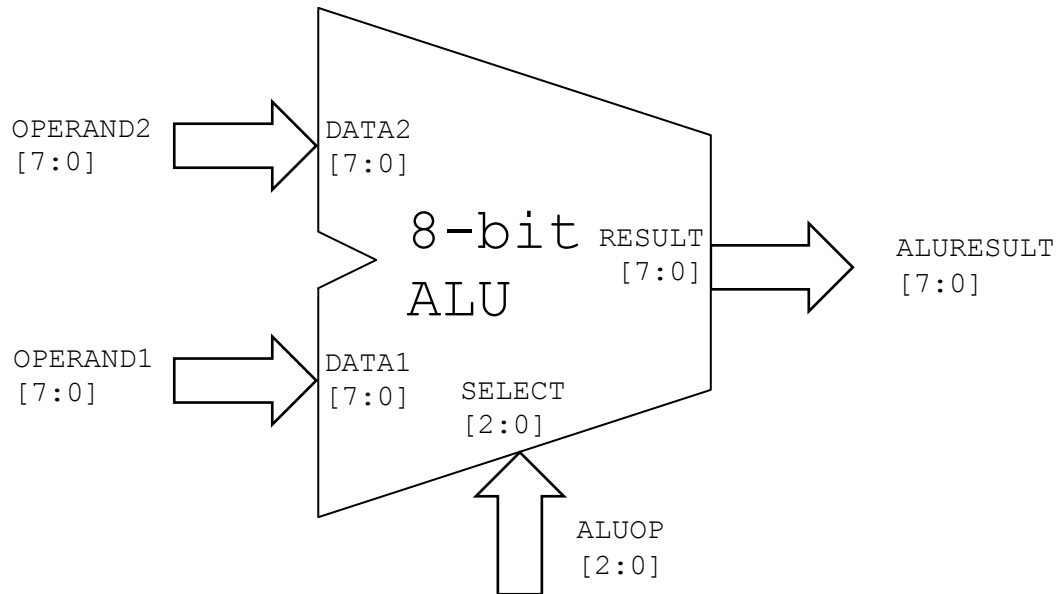 OPERAND2
[7:0]
DATA2
[7:0]
8-bit
ALU
RESULT
[7:0]
ALURESULT
[7:0]
OPERAND1
[7:0]
DATA1
[7:0]
SELECT
[2:0]
ALUOP
[2:0]